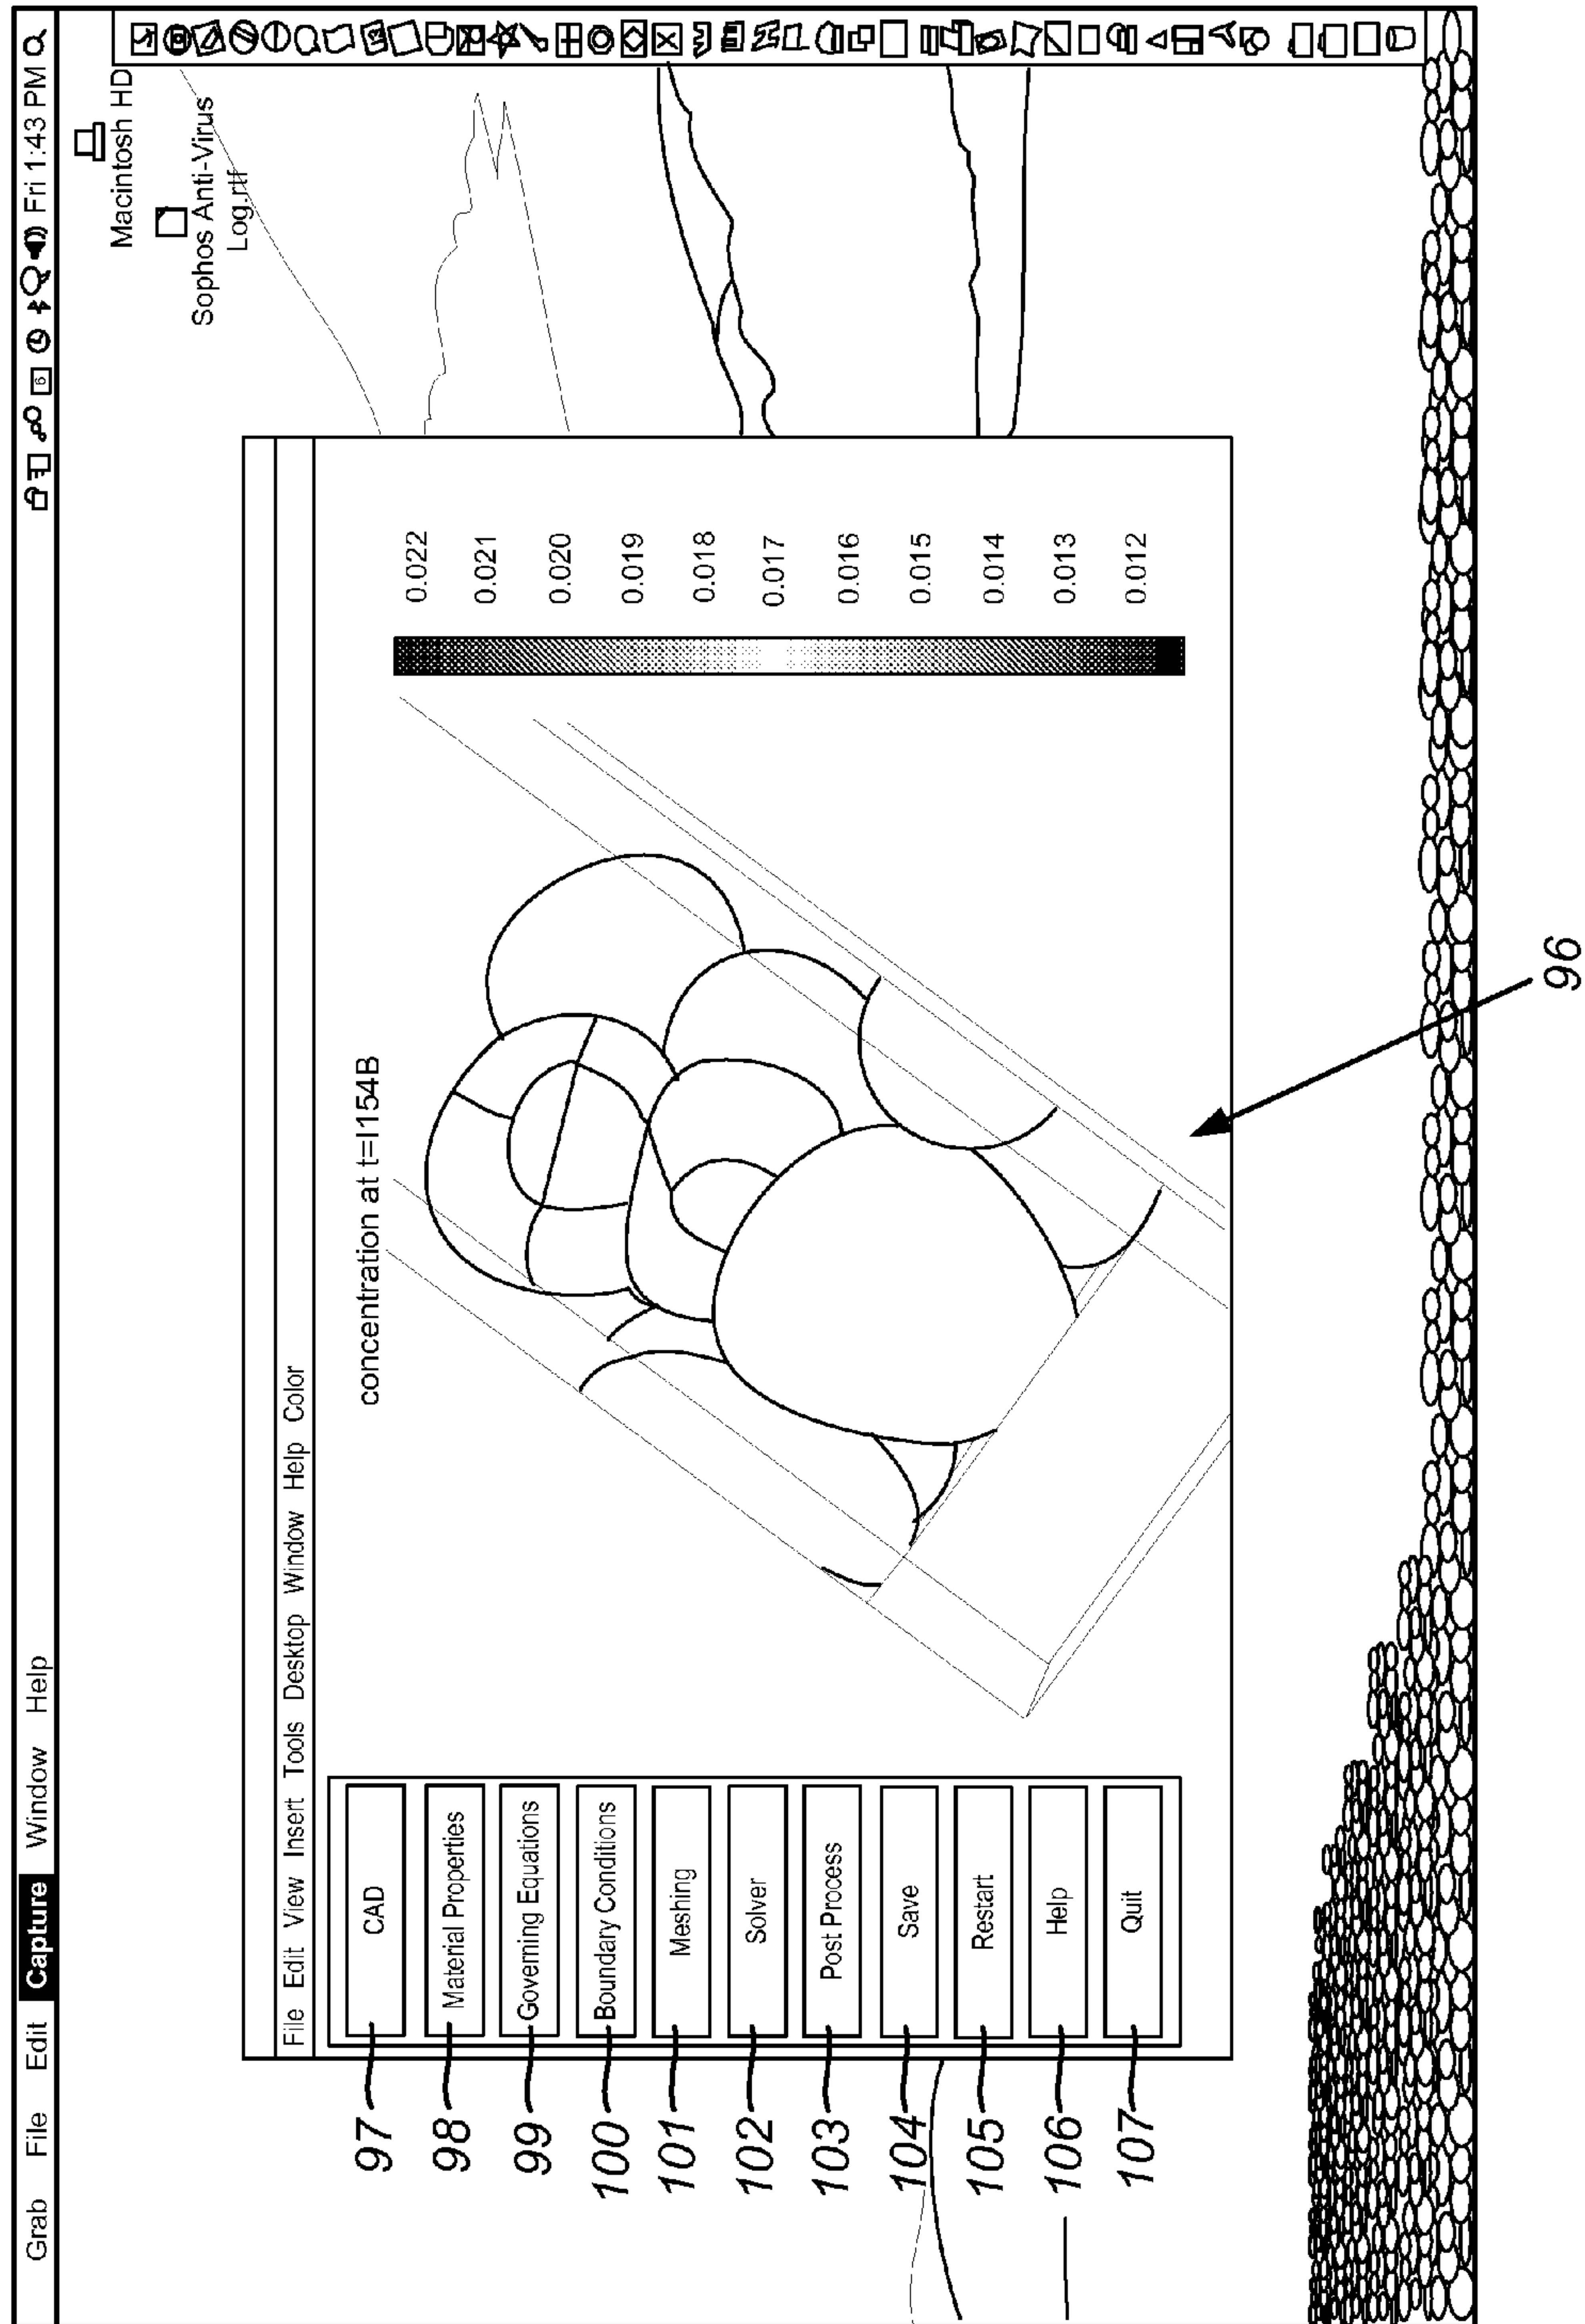 Grab File Edit Capture Window Help
6
Fri 1:43 PM
Macintosh HD
Sophos Anti-Virus
Log.rtf
File Edit View Insert Tools Desktop Window Help Color
concentration at t=I154B
97 CAD
98 Material Properties
99 Governing Equations
100 Boundary Conditions
101 Meshing
102 Solver
103 Post Process
104 Save
105 Restart
106 Help
107 Quit
0.022
0.021
0.020
0.019
0.018
0.017
0.016
0.015
0.014
0.013
0.012
96